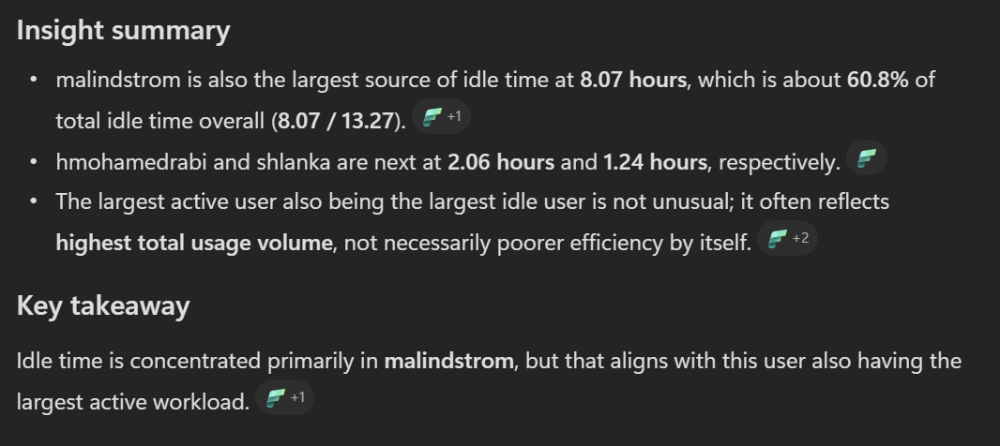 Insight summary
• malindstrom is also the largest source of idle time at 8.07 hours, which is about 60.8% of
total idle time overall (8.07 / 13.27). +1
• hmohamedrabi and shlanka are next at 2.06 hours and 1.24 hours, respectively.
• The largest active user also being the largest idle user is not unusual; it often reflects
highest total usage volume, not necessarily poorer efficiency by itself. +2
Key takeaway
Idle time is concentrated primarily in malindstrom, but that aligns with this user also having the
largest active workload. +1